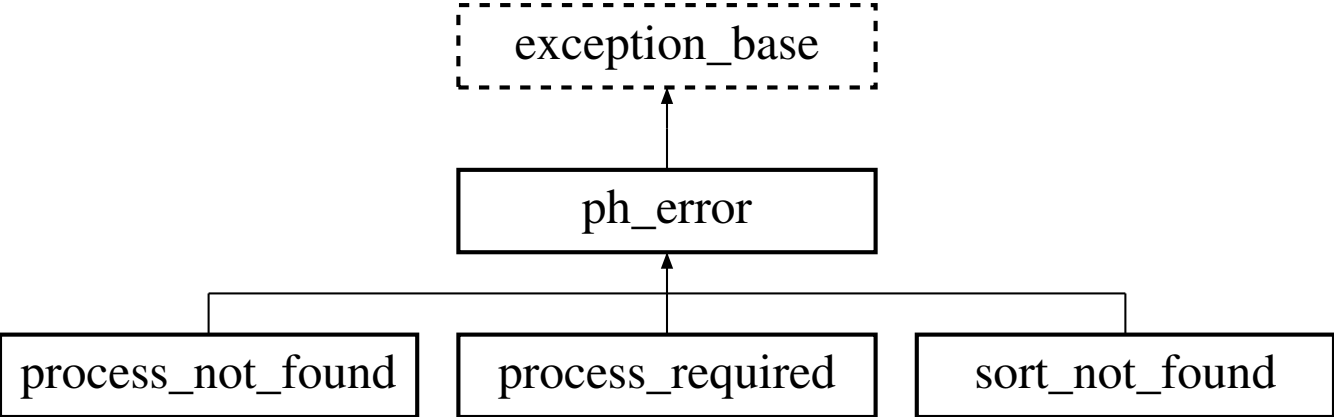 exception_base
ph_error
process_not_found
process_required
sort_not_found